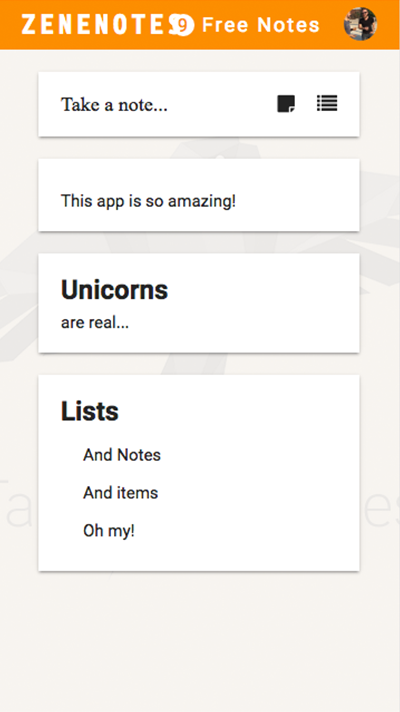 ZENENOTES 9 Free Notes
Take a note...
This app is so amazing!
Unicorns
are real...
Lists
And Notes
And items
Oh my!